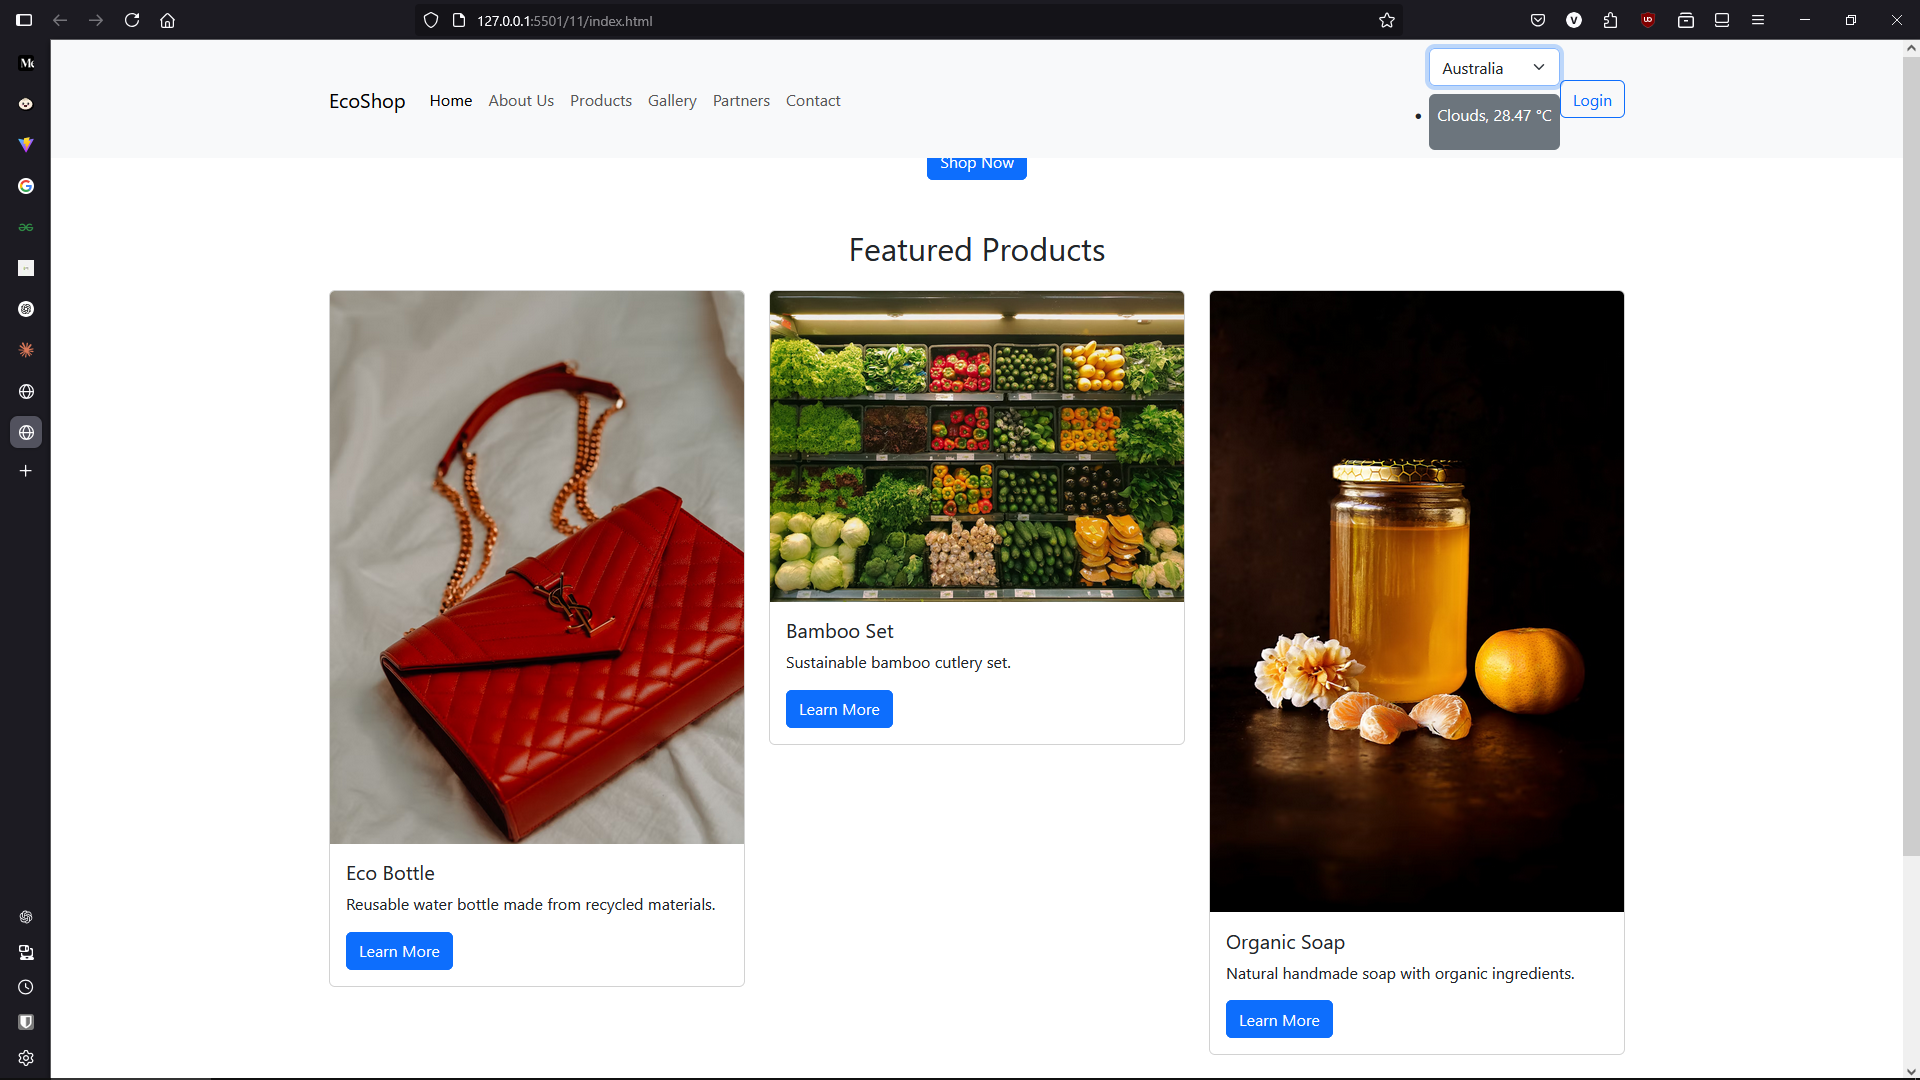 127.0.0.1:5501/11/index.html
EcoShop
Home
About Us
Products
Gallery
Partners
Contact
Australia
Clouds, 28.47 °C
Login
Shop Now
Featured Products
YSL
Eco Bottle
Reusable water bottle made from recycled materials.
Learn More
Bamboo Set
Sustainable bamboo cutlery set.
Learn More
Organic Soap
Natural handmade soap with organic ingredients.
Learn More